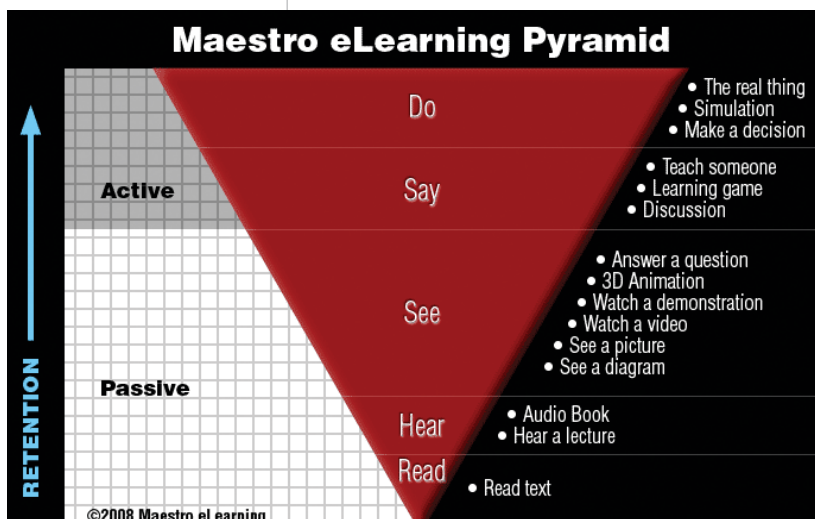 Maestro eLearning Pyramid
Do
• The real thing
• Simulation
• Make a decision
Active
Say
• Teach someone
• Learning game
• Discussion
See
• Answer a question
• 3D Animation
• Watch a demonstration
• Watch a video
• See a picture
• See a diagram
Passive
Hear
• Audio Book
• Hear a lecture
Read
• Read text
RETENTION
©2008 Maestro eLearning